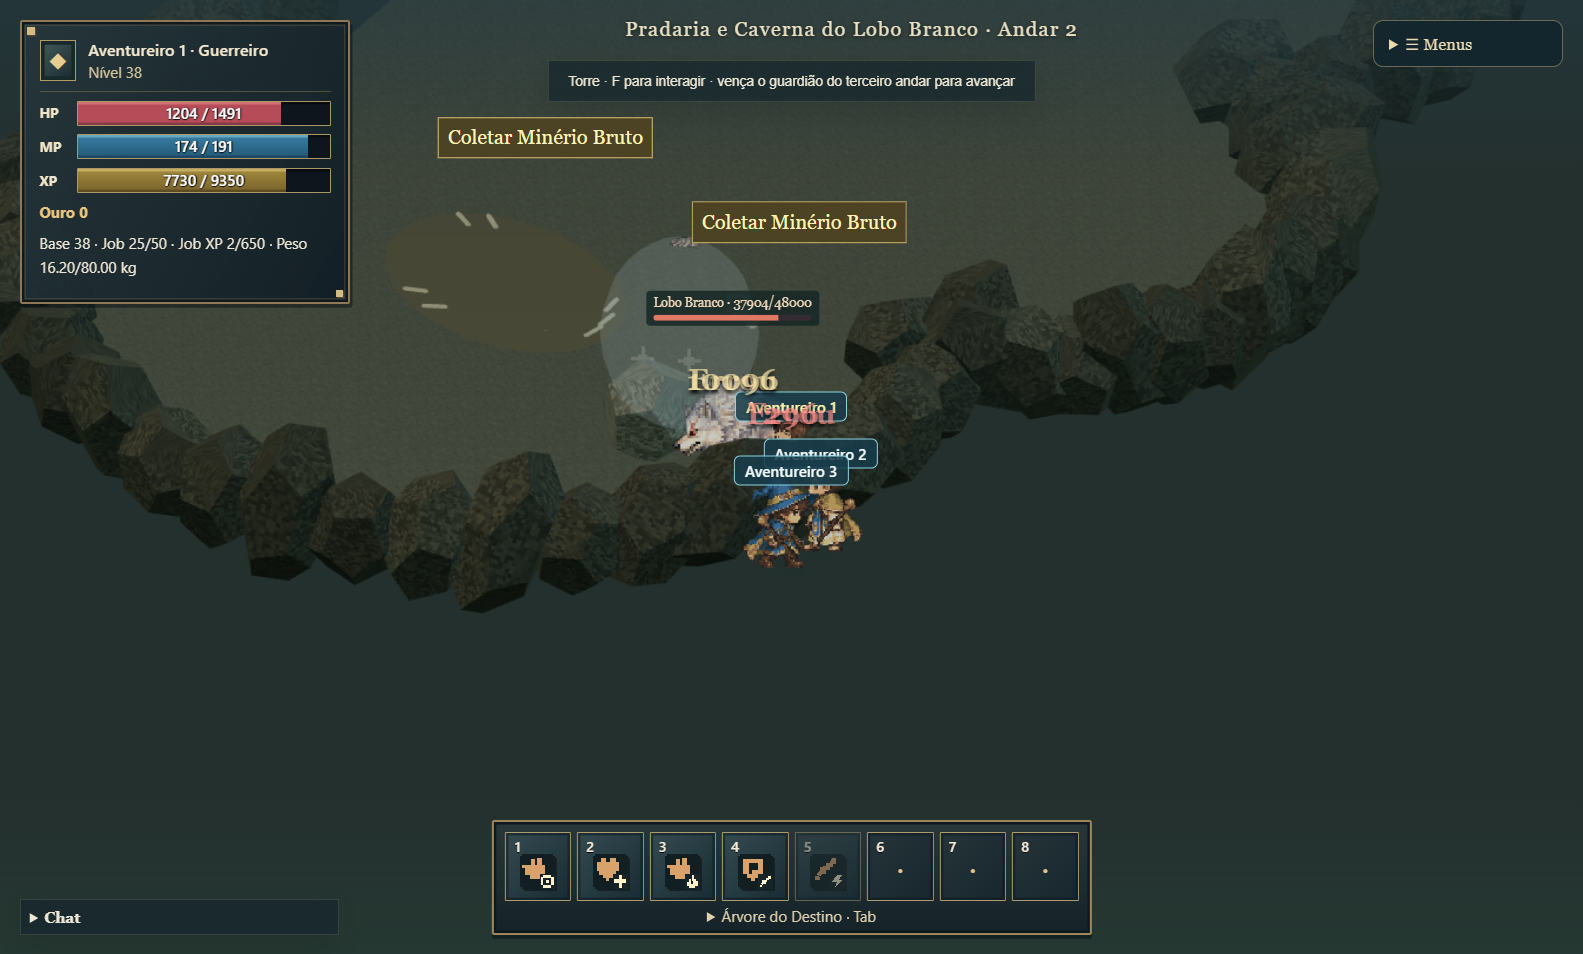 Aventureiro 1 · Guerreiro
Nível 38
HP
1204 / 1491
MP
174 / 191
XP
7730 / 9350
Ouro 0
Base 38 · Job 25/50 · Job XP 2/650 · Peso
16.20/80.00 kg
Pradaria e Caverna do Lobo Branco · Andar 2
Torre · F para interagir · vença o guardião do terceiro andar para avançar
☰ Menus
Coletar Minério Bruto
Coletar Minério Bruto
Lobo Branco · 37904/48000
Aventureiro 1
Aventureiro 2
Aventureiro 3
1
2
3
4
5
6
7
8
Árvore do Destino · Tab
Chat